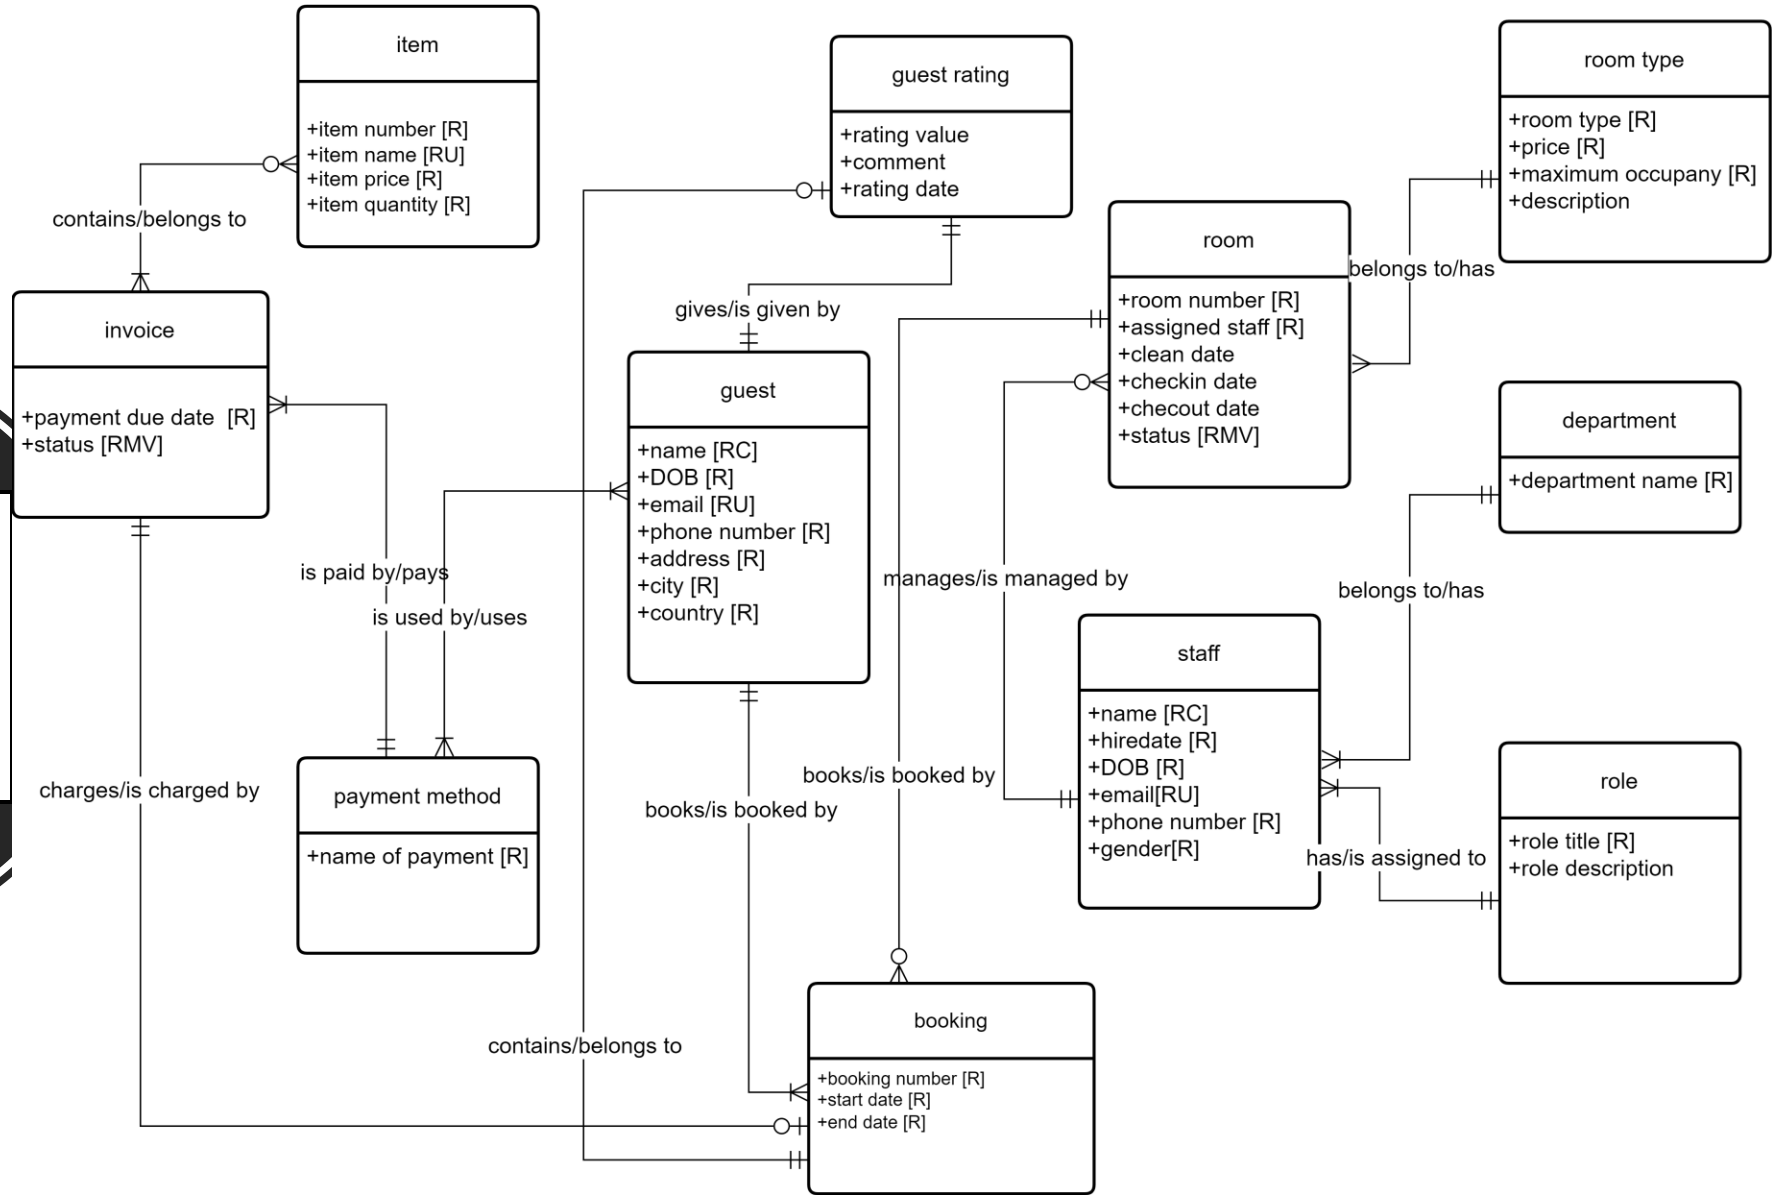 item
+item number [R]
+item name [RU]
+item price [R]
+item quantity [R]
guest rating
+rating value
+comment
+rating date
room type
+room type [R]
+price [R]
+maximum occupany [R]
+description
contains/belongs to
invoice
+payment due date [R]
+status [RMV]
gives/is given by
guest
+name [RC]
+DOB [R]
+email [RU]
+phone number [R]
+address [R]
+city [R]
+country [R]
room
+room number [R]
+assigned staff [R]
+clean date
+checkin date
+checout date
+status [RMV]
belongs to/has
department
+department name [R]
is paid by/pays
is used by/uses
manages/is managed by
belongs to/has
staff
+name [RC]
+hiredate [R]
+DOB [R]
+email[RU]
+phone number [R]
+gender[R]
charges/is charged by
payment method
+name of payment [R]
books/is booked by
books/is booked by
has/is assigned to
role
+role title [R]
+role description
contains/belongs to
booking
+booking number [R]
+start date [R]
+end date [R]